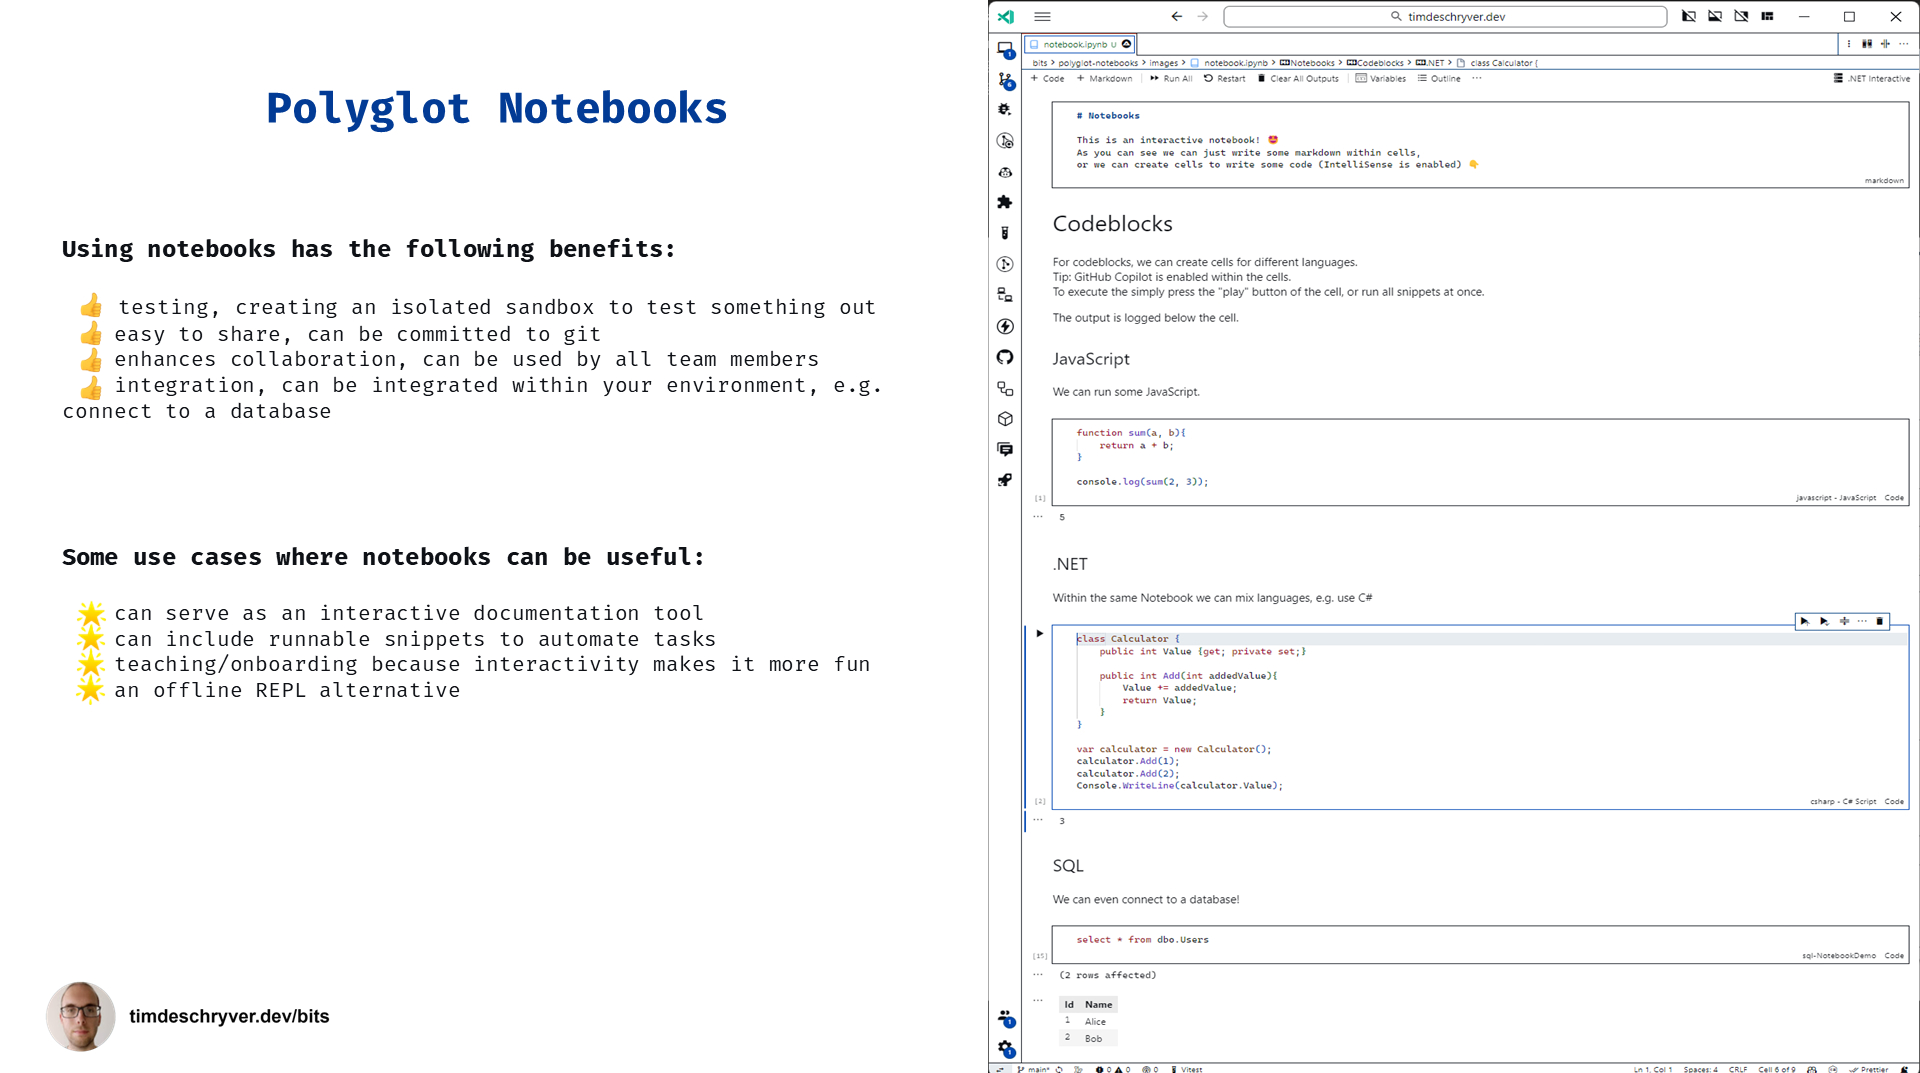 Polyglot Notebooks
Using notebooks has the following benefits:
👍 testing, creating an isolated sandbox to test something out
👍 easy to share, can be committed to git
👍 enhances collaboration, can be used by all team members
👍 integration, can be integrated within your environment, e.g.
connect to a database
Some use cases where notebooks can be useful:
🌟 can serve as an interactive documentation tool
🌟 can include runnable snippets to automate tasks
🌟 teaching/onboarding because interactivity makes it more fun
🌟 an offline REPL alternative
timdeschryver.dev/bits
timdeschryver.dev
notebook.ipynb U
bits > polyglot-notebooks > images > notebook.ipynb > Notebooks > Codeblocks > .NET > class Calculator {
+ Code + Markdown Run All Restart Clear All Outputs Variables Outline ... .NET Interactive
# Notebooks
This is an interactive notebook! 🤩
As you can see we can just write some markdown within cells,
or we can create cells to write some code (IntelliSense is enabled) 👇
markdown
Codeblocks
For codeblocks, we can create cells for different languages.
Tip: GitHub Copilot is enabled within the cells.
To execute the simply press the "play" button of the cell, or run all snippets at once.
The output is logged below the cell.
JavaScript
We can run some JavaScript.
function sum(a, b){
return a + b;
}
console.log(sum(2, 3));
[1] javascript - JavaScript Code
... 5
.NET
Within the same Notebook we can mix languages, e.g. use C#
class Calculator {
public int Value {get; private set;}
public int Add(int addedValue){
Value += addedValue;
return Value;
}
}
var calculator = new Calculator();
calculator.Add(1);
calculator.Add(2);
Console.WriteLine(calculator.Value);
[2] csharp - C# Script Code
... 3
SQL
We can even connect to a database!
select * from dbo.Users
[15] sql-NotebookDemo Code
... (2 rows affected)
...
Id Name
1 Alice
2 Bob
main* 0 0 0 Vitest Ln 1, Col 1 Spaces: 4 CRLF Cell 6 of 9 Prettier